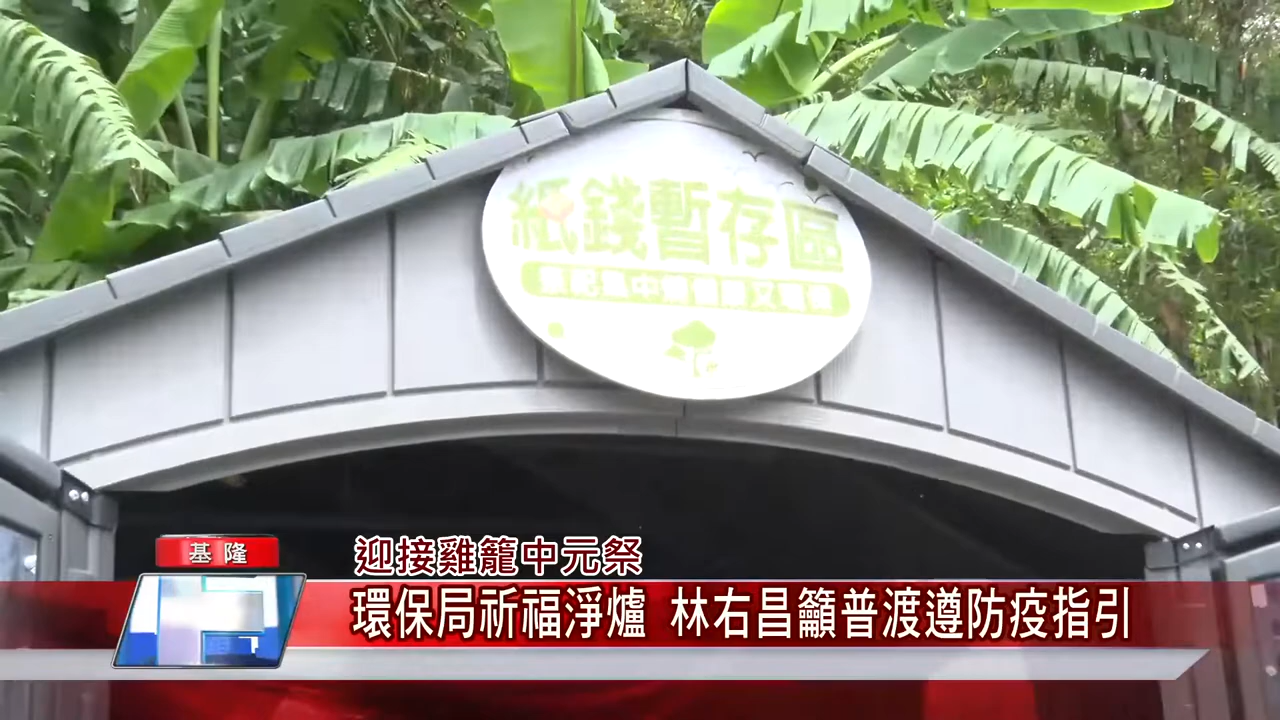 紙錢暫存區
基隆
迎接雞籠中元祭
環保局祈福淨爐 林右昌籲普渡遵防疫指引